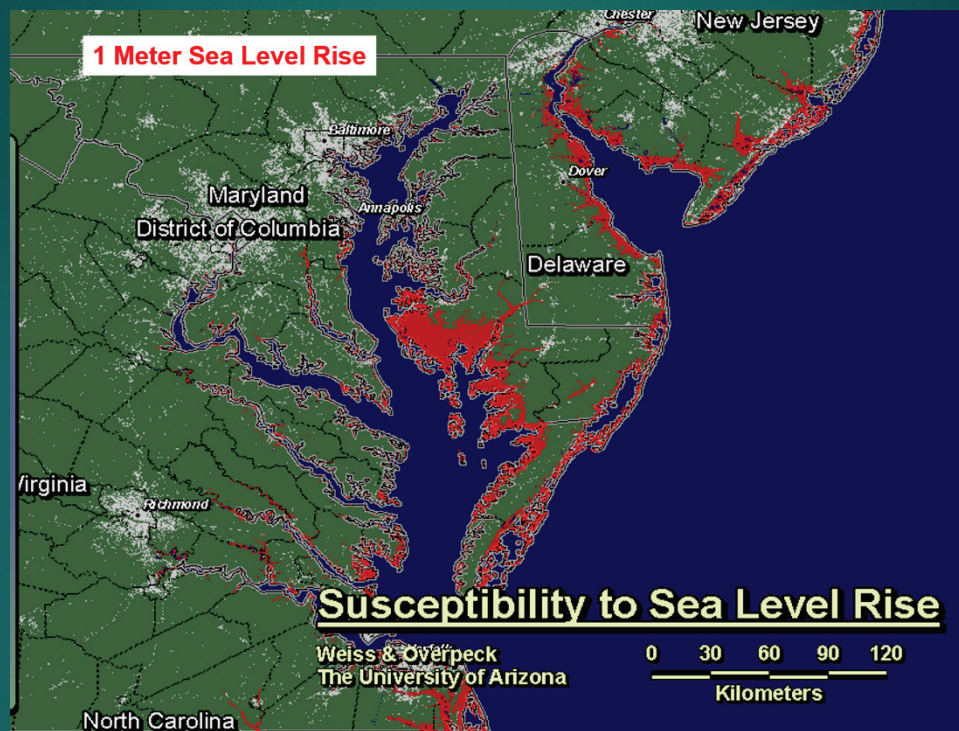 Chester
New Jersey
1 Meter Sea Level Rise
Baltimore
Dover
Maryland
Annapolis
District of Columbia
Delaware
Virginia
Richmond
Susceptibility to Sea Level Rise
Weiss & Overpeck
The University of Arizona
0 30 60 90 120
Kilometers
North Carolina